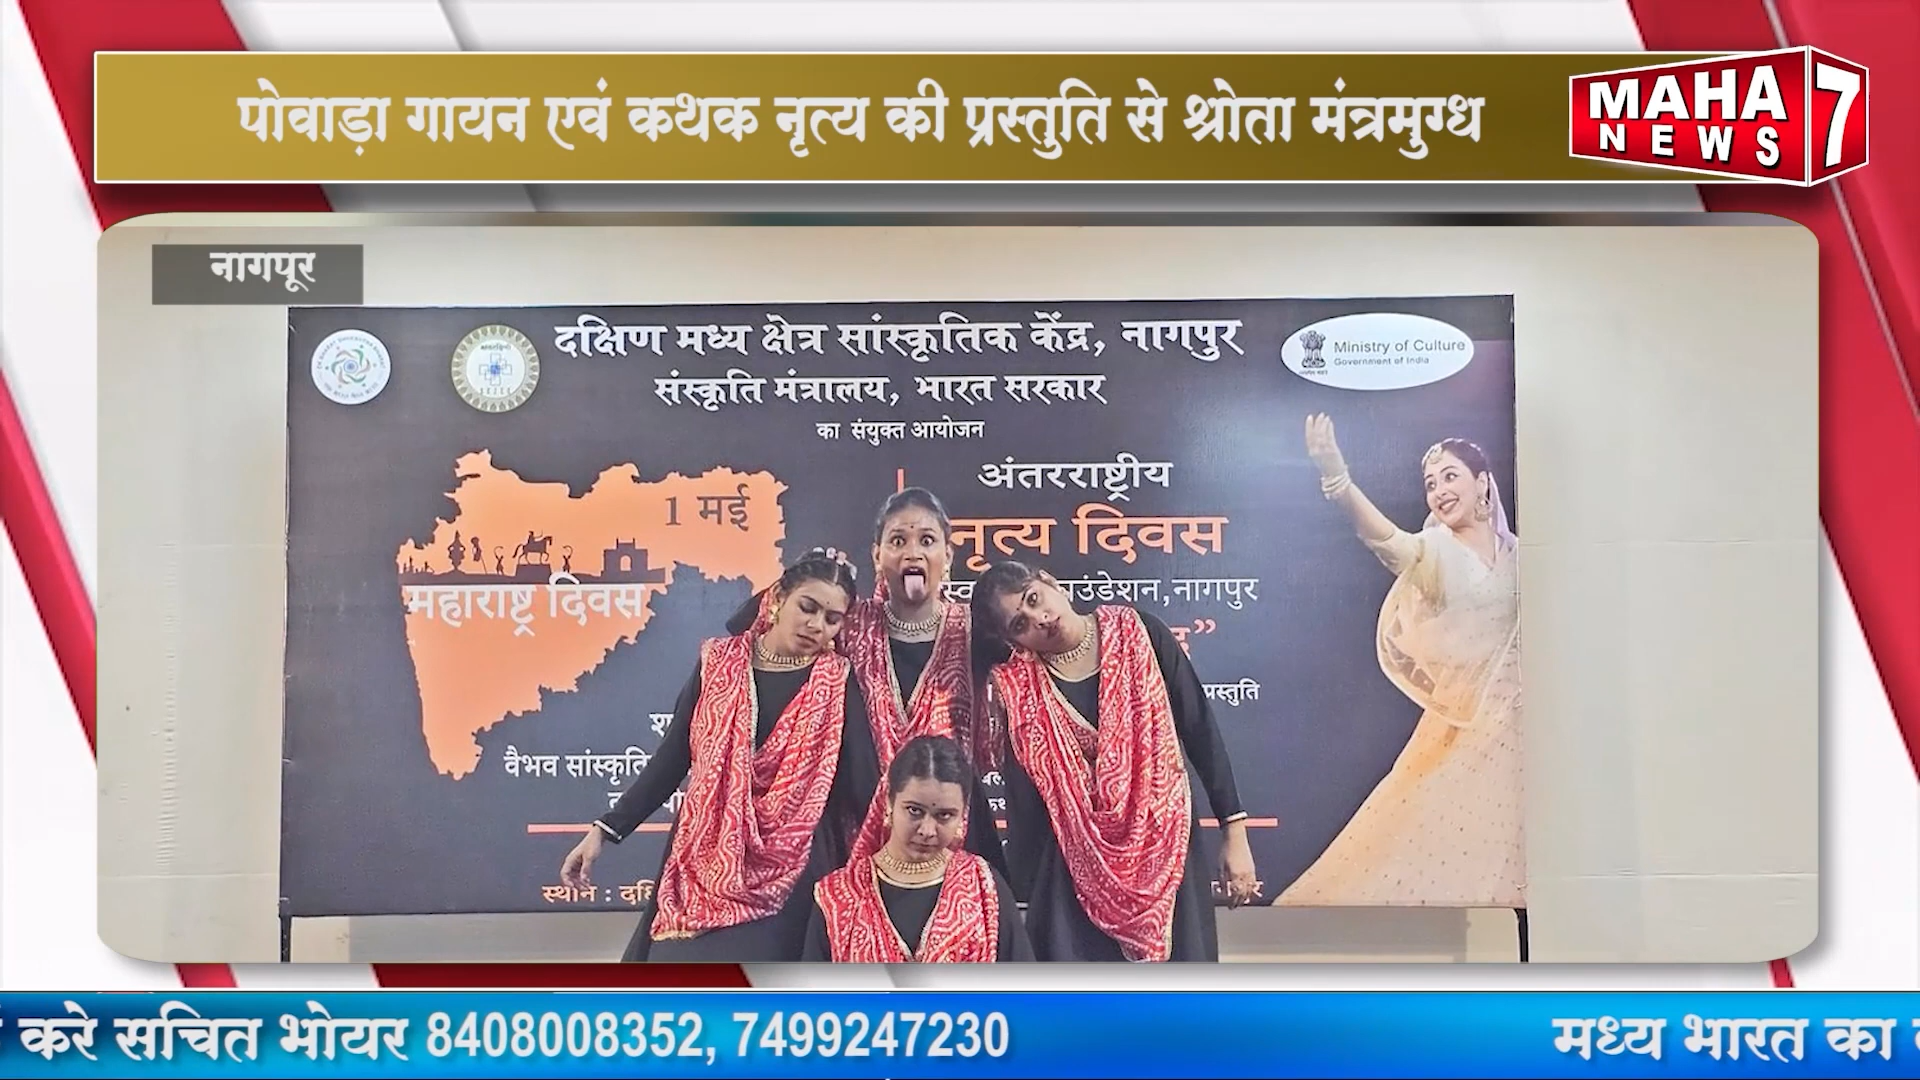 पोवाड़ा गायन एवं कथक नृत्य की प्रस्तुति से श्रोता मंत्रमुग्ध
MAHA NEWS 7
नागपूर
दक्षिण मध्य क्षेत्र सांस्कृतिक केंद्र, नागपुर
संस्कृति मंत्रालय, भारत सरकार
का संयुक्त आयोजन
Ministry of Culture
Government of India
1 मई
महाराष्ट्र दिवस
अंतरराष्ट्रीय
नृत्य दिवस
नागपुर
प्रस्तुति
वैभव
स्थान :
करे सचित भोयर 8408008352, 7499247230
मध्य भारत का